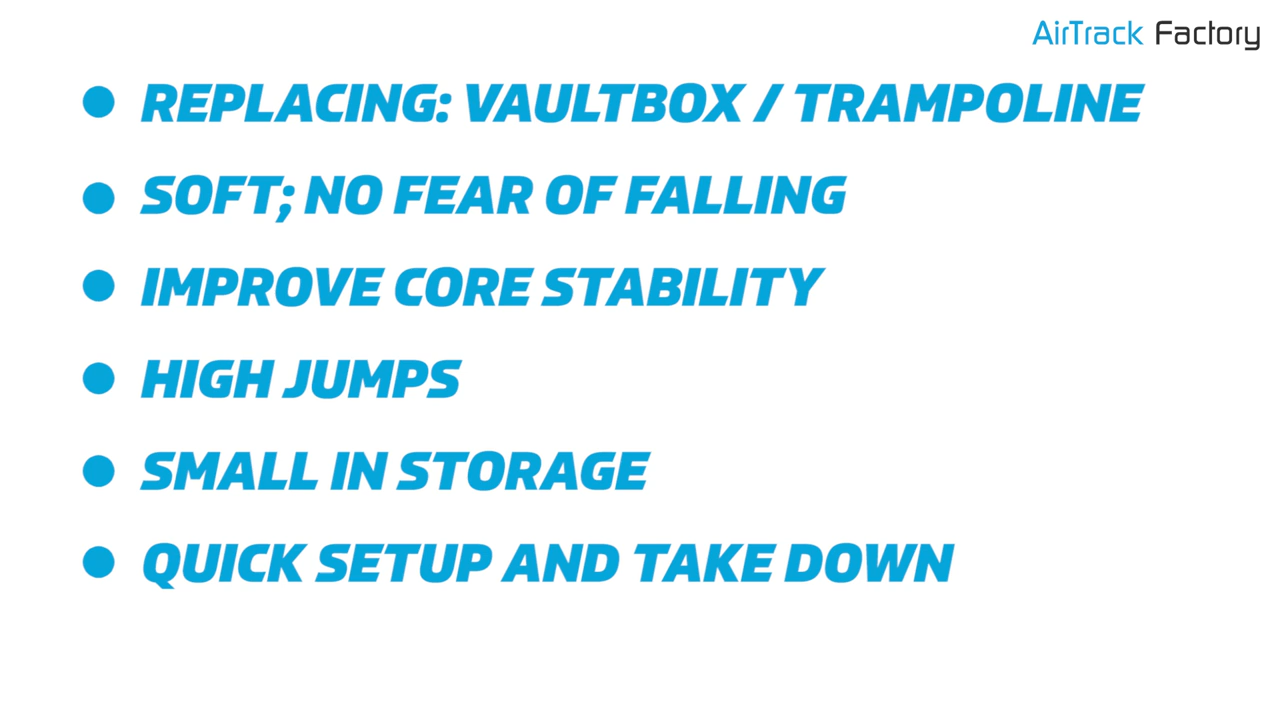 AirTrack Factory
● REPLACING: VAULTBOX / TRAMPOLINE
● SOFT; NO FEAR OF FALLING
● IMPROVE CORE STABILITY
● HIGH JUMPS
● SMALL IN STORAGE
● QUICK SETUP AND TAKE DOWN